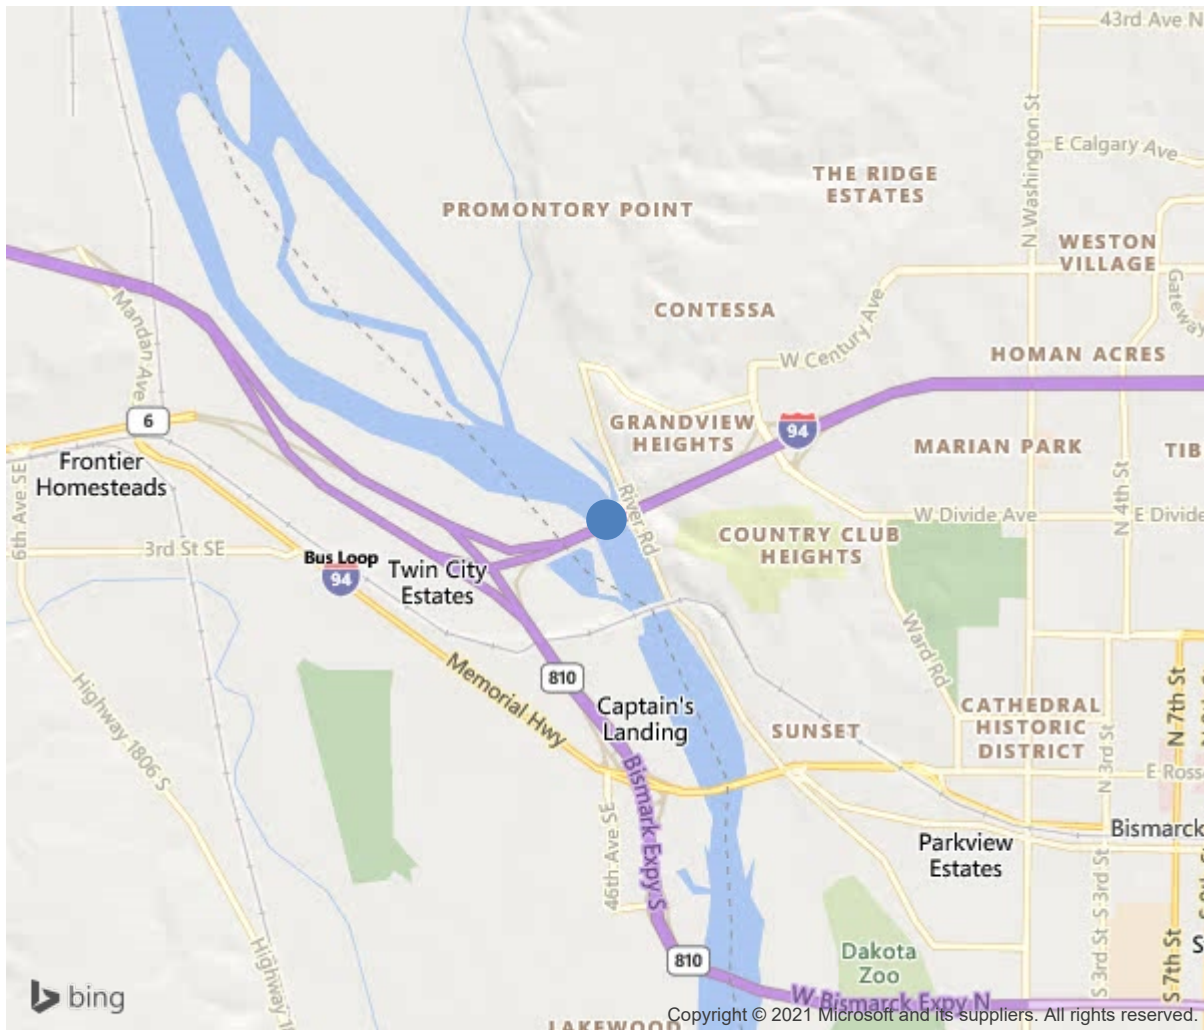 43rd Ave N
N Washington St
E Calgary Ave
THE RIDGE
ESTATES
PROMONTORY POINT
WESTON
VILLAGE
Gateway
CONTESSA
Mandan Ave
W Century Ave
HOMAN ACRES
6
GRANDVIEW
HEIGHTS
94
MARIAN PARK
TIB
Frontier
Homesteads
6th Ave SE
River Rd
N 4th St
W Divide Ave
E Divide
COUNTRY CLUB
HEIGHTS
3rd St SE
Bus Loop
94
Twin City
Estates
Ward Rd
Memorial Hwy
810
Captain's
Landing
Highway 1806 S
SUNSET
CATHEDRAL
HISTORIC
DISTRICT
N 3rd St
N 7th St
E Ross
Bismarck Expy S
46th Ave SE
Bismarck
Parkview
Estates
S 3rd St
S 3rd St
S 7th St
S
Dakota
Zoo
810
Highway 1
W Bismarck Expy N
bing
LAKEWOOD
Copyright © 2021 Microsoft and its suppliers. All rights reserved.